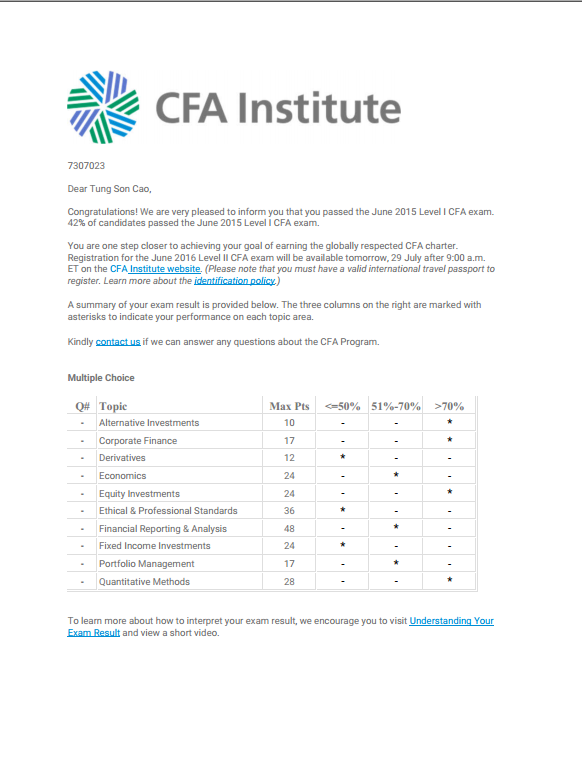 CFA Institute
7307023
Dear Tung Son Cao,
Congratulations! We are very pleased to inform you that you passed the June 2015 Level I CFA exam.
42% of candidates passed the June 2015 Level I CFA exam.
You are one step closer to achieving your goal of earning the globally respected CFA charter.
Registration for the June 2016 Level II CFA exam will be available tomorrow, 29 July after 9:00 a.m.
ET on the CFA Institute website. (Please note that you must have a valid international travel passport to
register. Learn more about the identification policy.)
A summary of your exam result is provided below. The three columns on the right are marked with
asterisks to indicate your performance on each topic area.
Kindly contact us if we can answer any questions about the CFA Program.
Multiple Choice
Q# Topic Max Pts <=50% 51%-70% >70%
- Alternative Investments 10 - - *
- Corporate Finance 17 - - *
- Derivatives 12 * - -
- Economics 24 - * -
- Equity Investments 24 - - *
- Ethical & Professional Standards 36 * - -
- Financial Reporting & Analysis 48 - * -
- Fixed Income Investments 24 * - -
- Portfolio Management 17 - * -
- Quantitative Methods 28 - - *
To learn more about how to interpret your exam result, we encourage you to visit Understanding Your
Exam Result and view a short video.